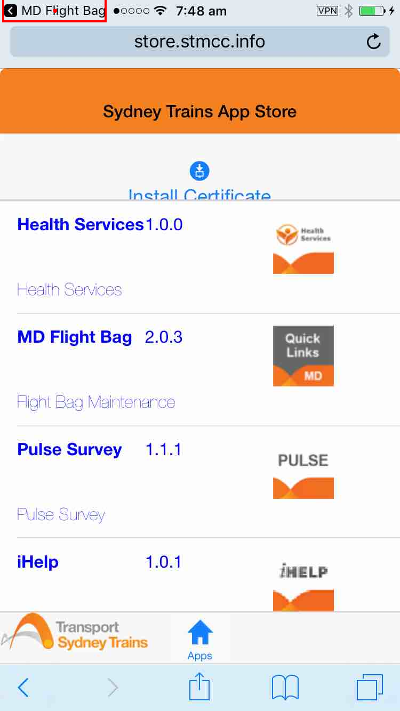 MD Flight Bag 7:48 am VPN
store.stmcc.info
Sydney Trains App Store
Install Certificate
Health Services 1.0.0
Health
Services
Health Services
MD Flight Bag 2.0.3
Quick
Links
MD
Flight Bag Maintenance
Pulse Survey 1.1.1
PULSE
Pulse Survey
iHelp 1.0.1
iHELP
Transport
Sydney Trains
Apps